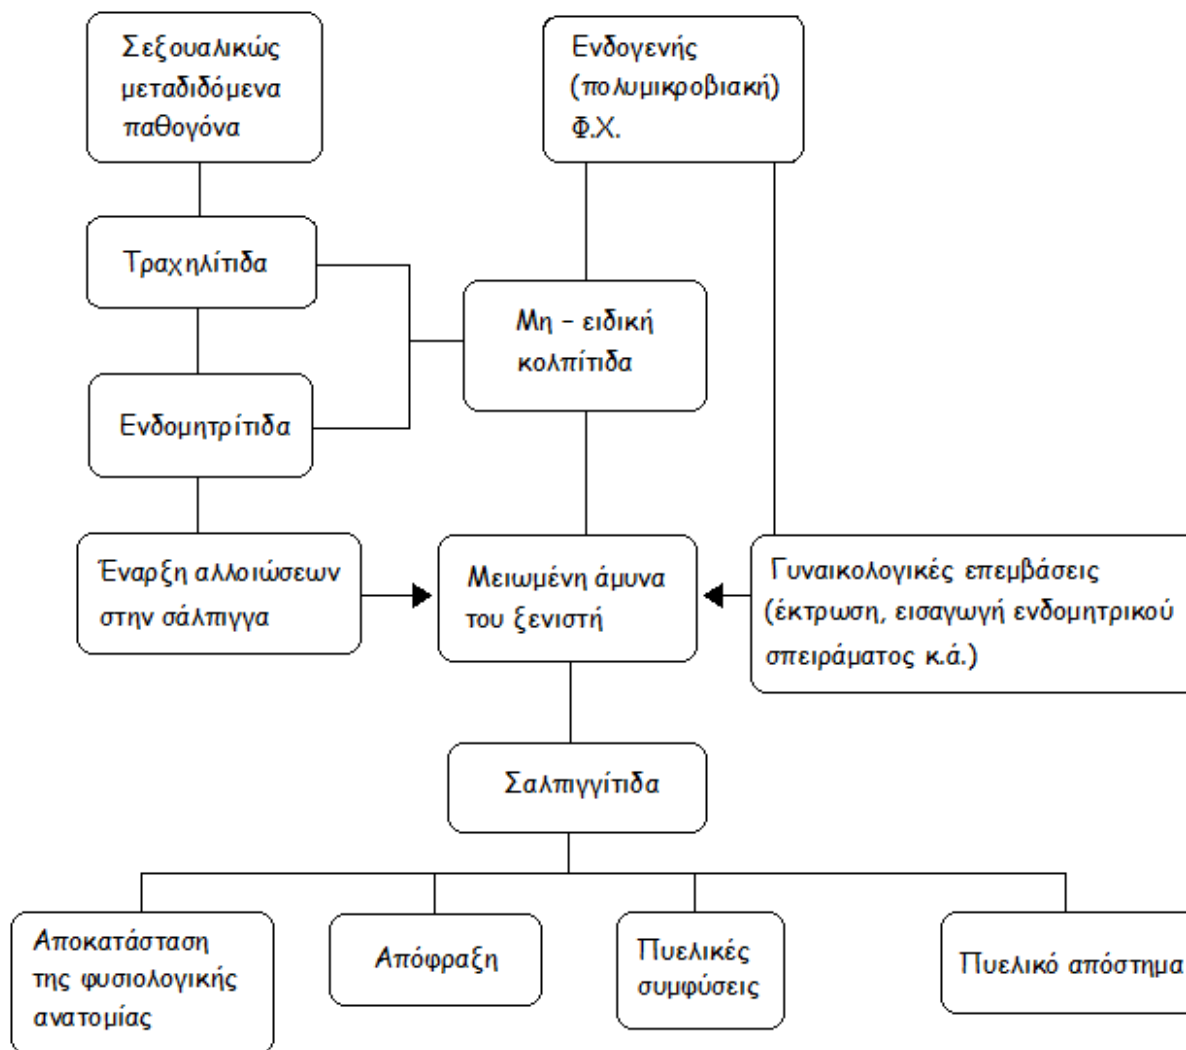 Σεξουαλικώς
μεταδιδόμενα
παθογόνα
Ενδογενής
(πολυμικροβιακή)
Φ.Χ.
Τραχηλίτιδα
Μη – ειδική
κολπίτιδα
Ενδομητρίτιδα
Έναρξη αλλοιώσεων
στην σάλπιγγα
Μειωμένη άμυνα
του ξενιστή
Γυναικολογικές επεμβάσεις
(έκτρωση, εισαγωγή ενδομητρικού
σπειράματος κ.ά.)
Σαλπιγγίτιδα
Αποκατάσταση
της φυσιολογικής
ανατομίας
Απόφραξη
Πυελικές
συμφύσεις
Πυελικό απόστημα